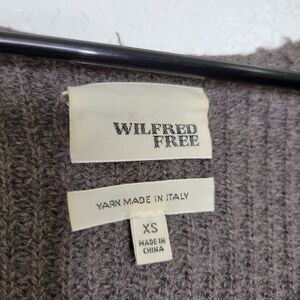 WILFRED
FREE
YARN MADE IN ITALY
XS
MADE IN
CHINA